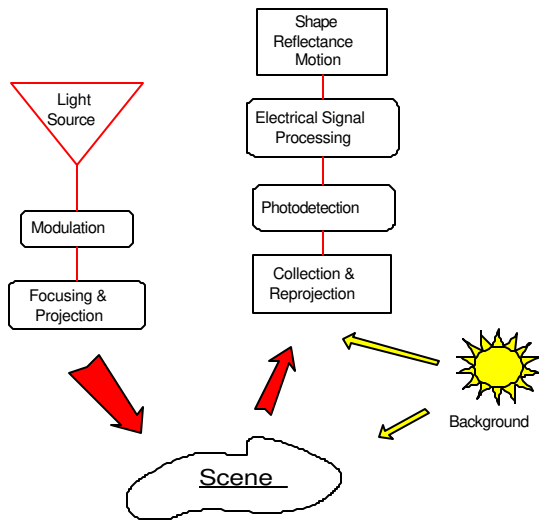 Shape
Reflectance
Motion
Light
Source
Electrical Signal
Processing
Modulation
Photodetection
Focusing &
Projection
Collection &
Reprojection
Background
Scene